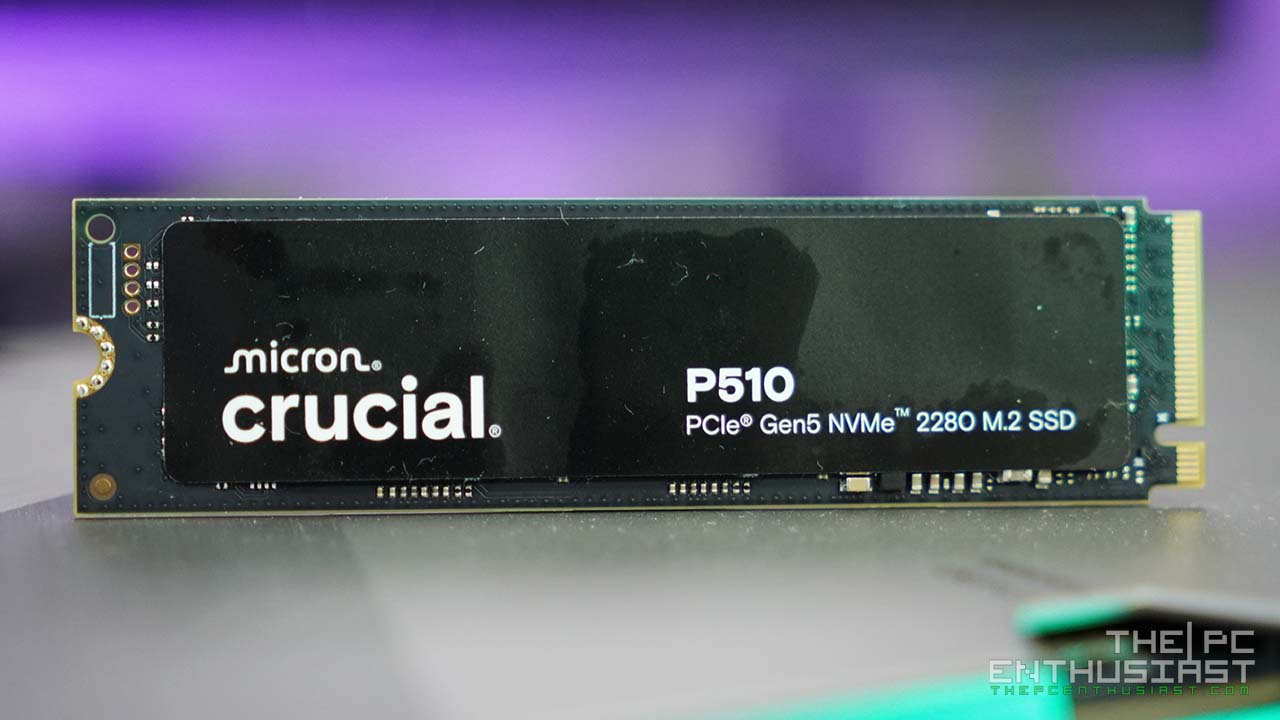 micron®
crucial®
P510
PCIe® Gen5 NVMe™ 2280 M.2 SSD
THE|PC
ENTHUSIAST
THEPCENTHUSIAST.COM